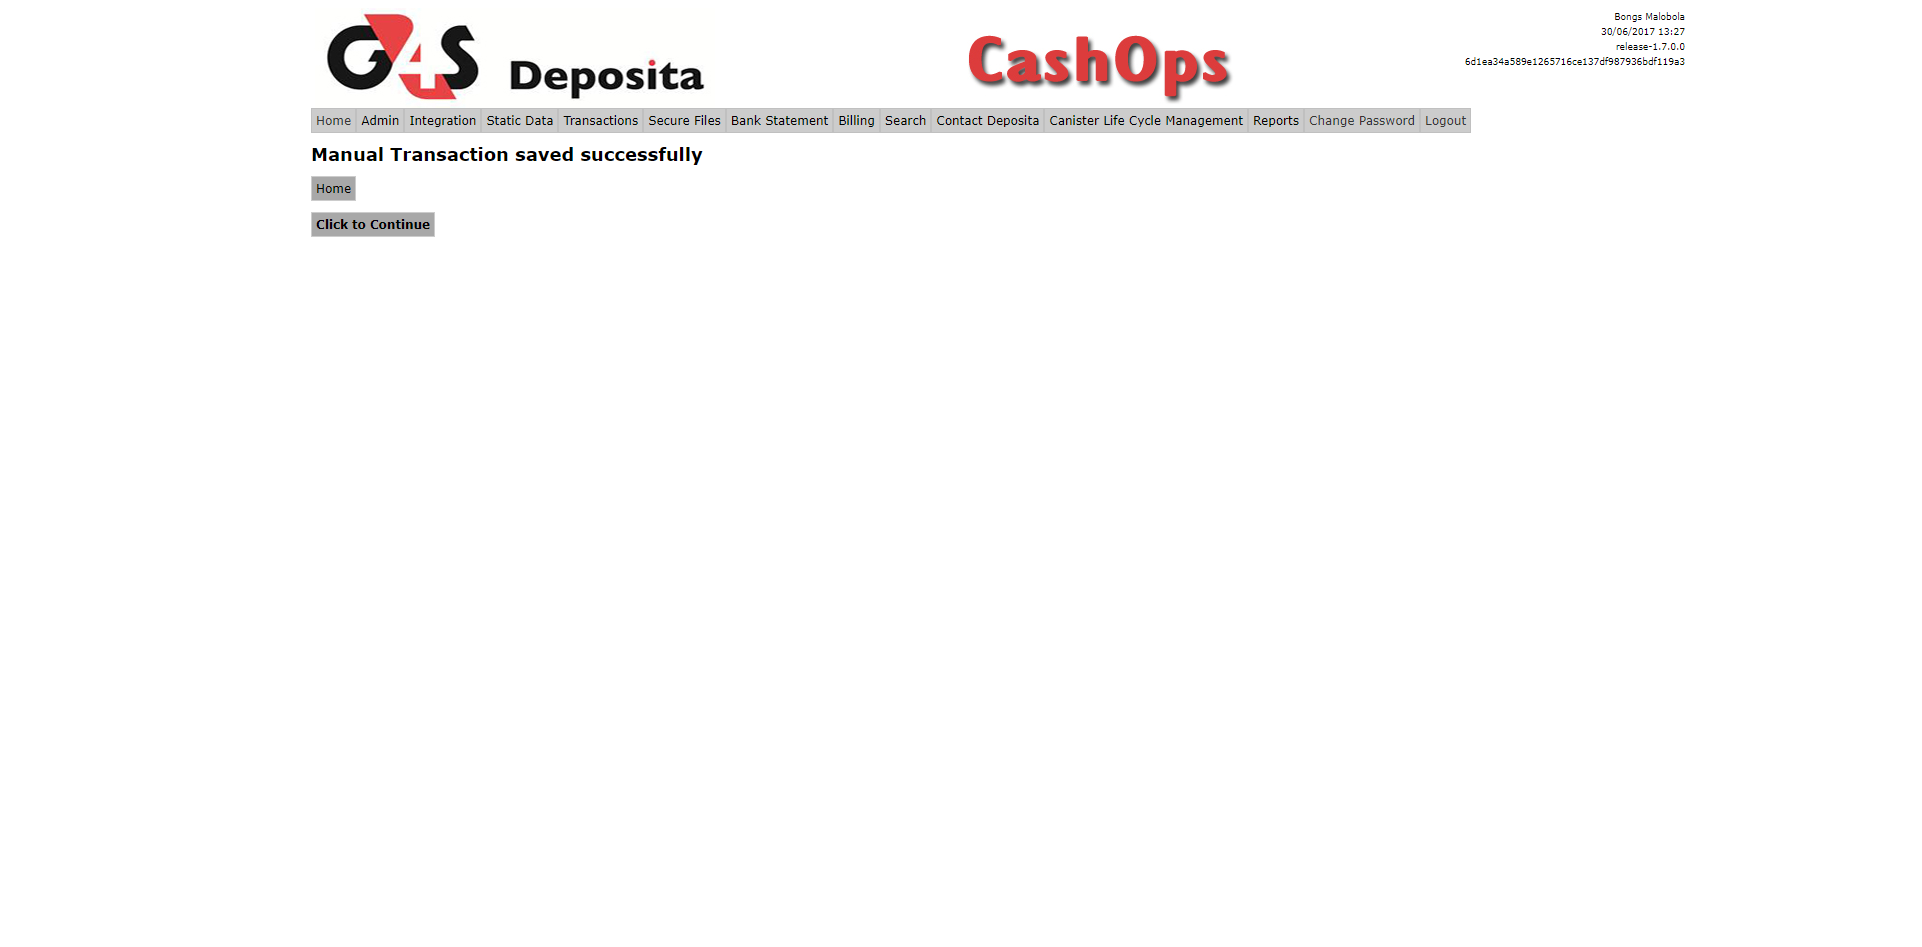 G4S Deposita
CashOps
Bongs Malobola
30/06/2017 13:27
release-1.7.0.0
6d1ea34a589e1265716ce137df987936bdf119a3
Home Admin Integration Static Data Transactions Secure Files Bank Statement Billing Search Contact Deposita Canister Life Cycle Management Reports Change Password Logout
Manual Transaction saved successfully
Home
Click to Continue